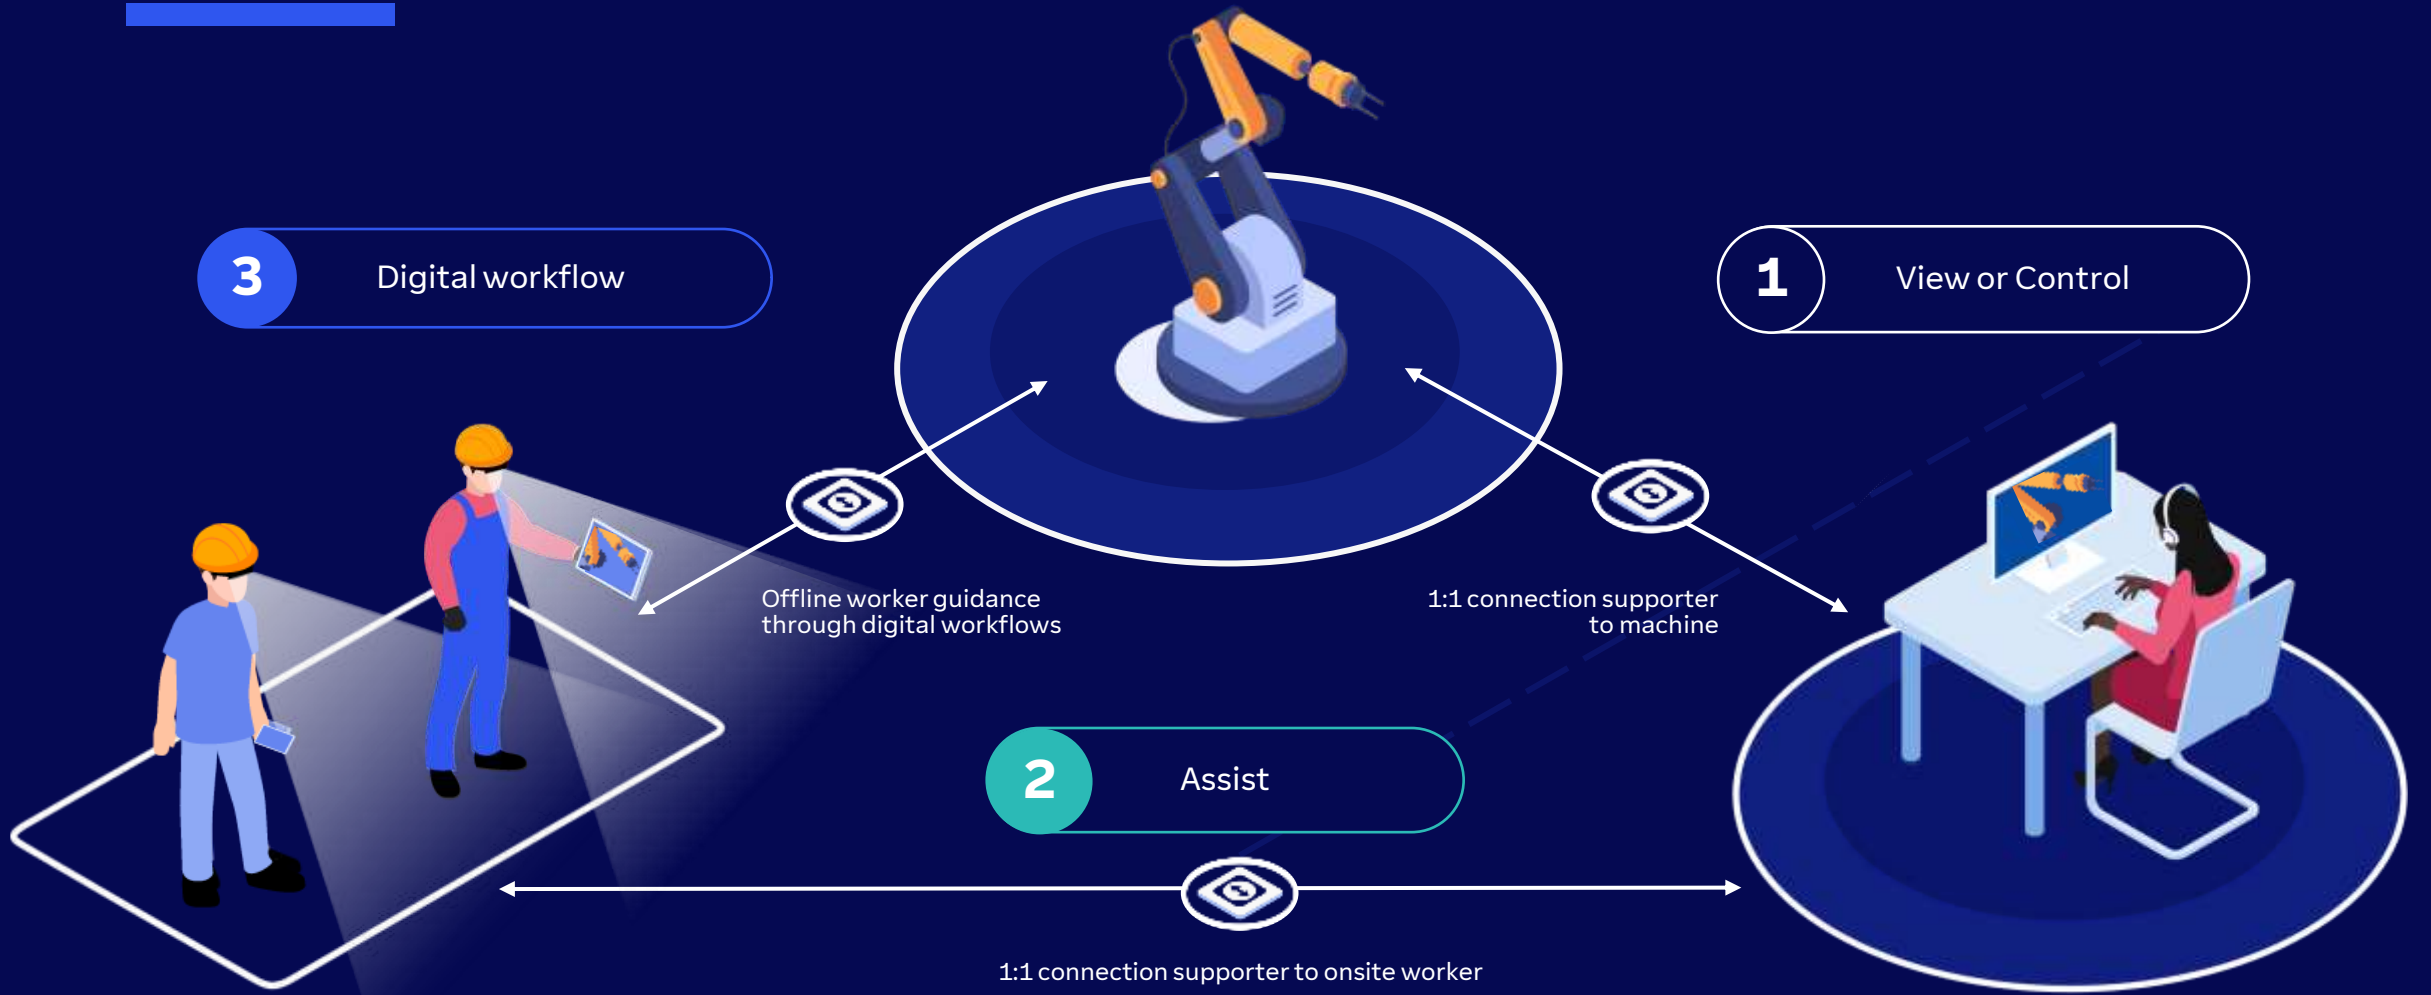 3
Digital workflow
1
View or Control
Offline worker guidance
through digital workflows
1:1 connection supporter
to machine
2
Assist
1:1 connection supporter to onsite worker